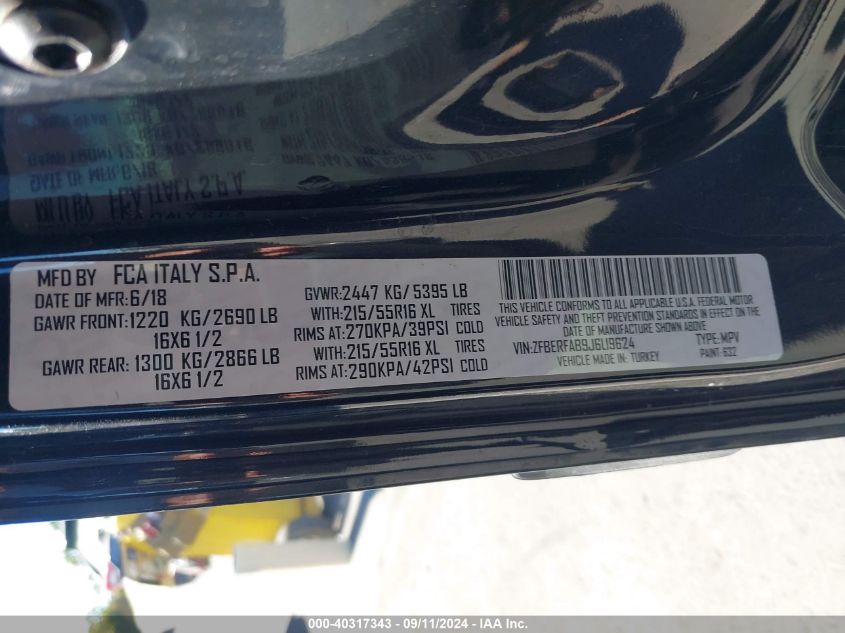 MFD BY FCA ITALY S.P.A.
DATE OF MFR: 6/18
GAWR FRONT: 1220 KG/2690 LB
16X6 1/2
GAWR REAR: 1300 KG/2866 LB
16X6 1/2
GVWR: 2447 KG/ 5395 LB
WITH: 215/55R16 XL TIRES
RIMS AT: 270KPA/39PSI COLD
WITH: 215/55R16 XL TIRES
RIMS AT: 290KPA/42PSI COLD
THIS VEHICLE CONFORMS TO ALL APPLICABLE U.S.A. FEDERAL MOTOR
VEHICLE SAFETY BUMPER, AND THEFT PREVENTION STANDARDS IN EFFECT ON THE
DATE OF MANUFACTURE SHOWN ABOVE.
VIN: ZFBERFAB9J6L19624 TYPE: MPV
MADE IN: TURKEY PAINT: 632
000-40317343 - 09/11/2024 - IAAI.com